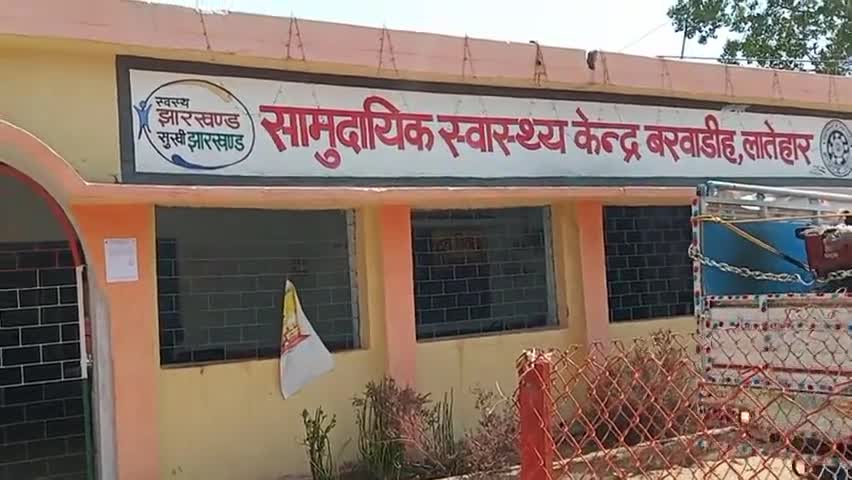 स्वस्थ
झारखण्ड
सुखी झारखण्ड
सामुदायिक स्वास्थ्य केन्द्र बरवाडीह, लातेहार